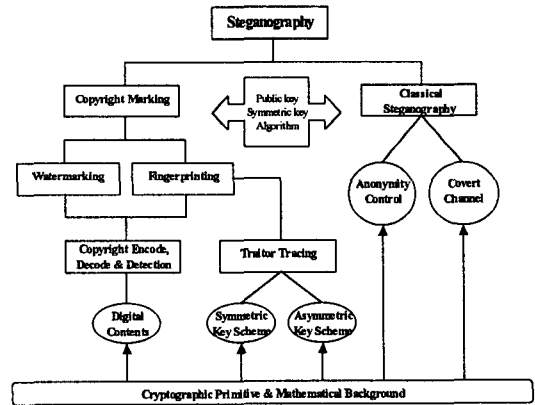 Steganography
Copyright Marking
Public key
Symmetric key
Algorithm
Classical
Steganography
Watermarking
Fingerprinting
Anonymity
Control
Covert
Channel
Copyright Encode,
Decode & Detection
Traitor Tracing
Digital
Contents
Symmetric
Key Scheme
Asymmetric
Key Scheme
Cryptographic Primitive & Mathematical Background